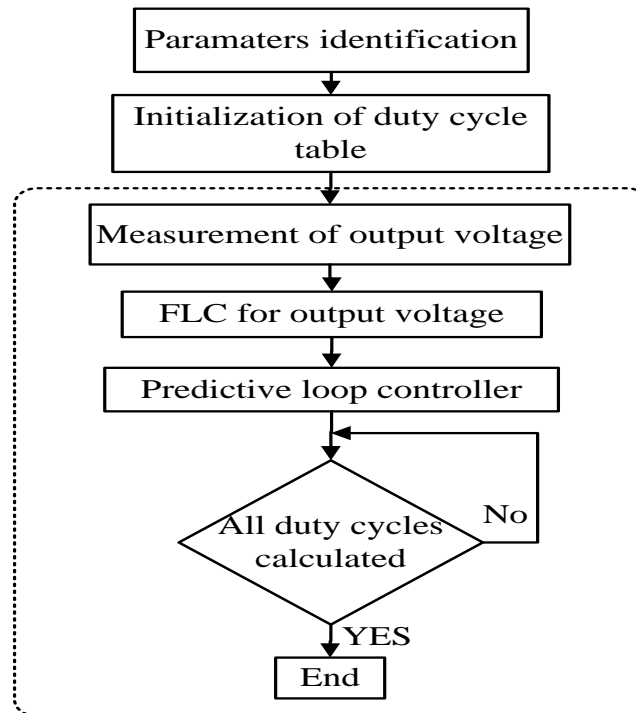 Paramaters identification
Initialization of duty cycle
table
Measurement of output voltage
FLC for output voltage
Predictive loop controller
All duty cycles
calculated
No
YES
End